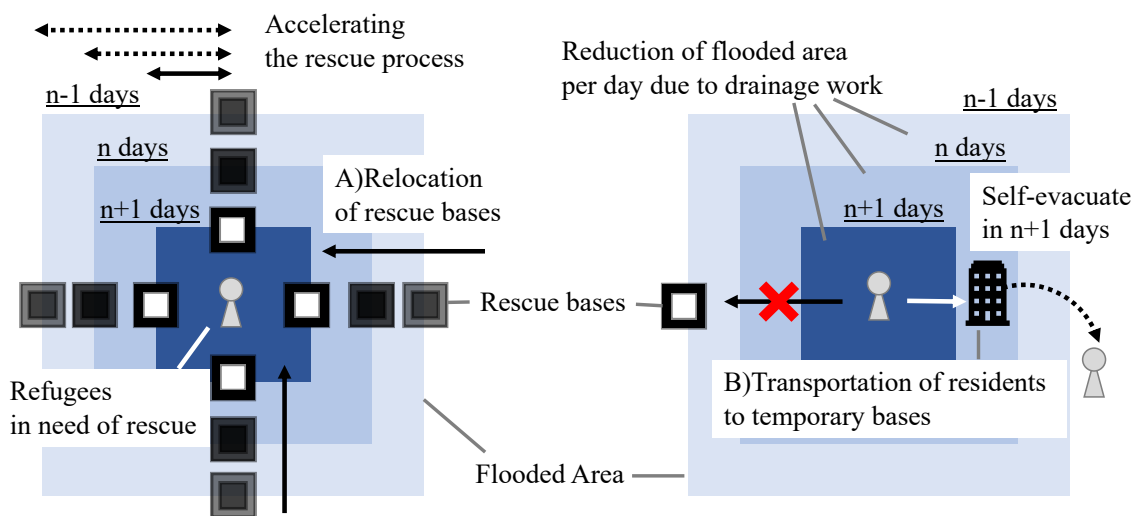 Accelerating
the rescue process
n-1 days
n days
n+1 days
A)Relocation
of rescue bases
Refugees
in need of rescue
Rescue bases
Flooded Area
Reduction of flooded area
per day due to drainage work
n-1 days
n days
n+1 days
Self-evacuate
in n+1 days
B)Transportation of residents
to temporary bases